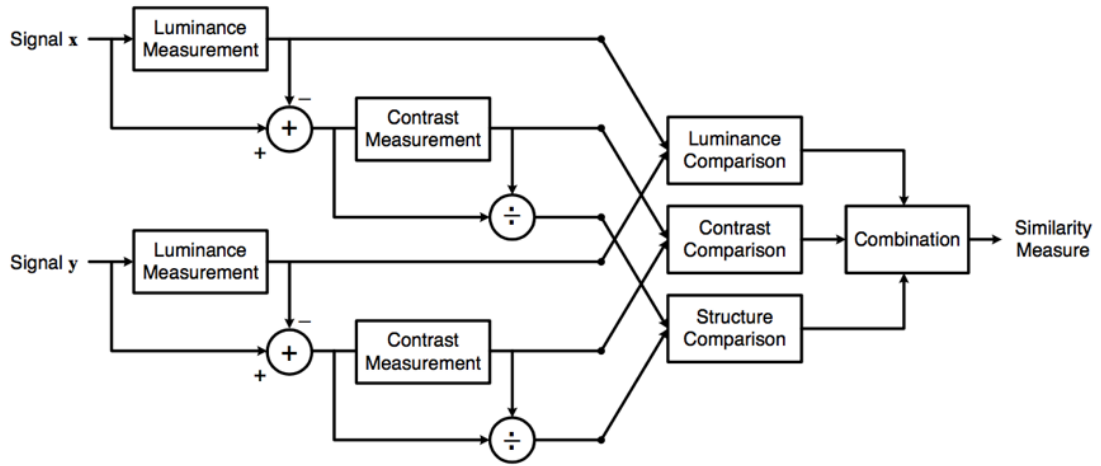 Signal x
Luminance
Measurement
−
+
+
Contrast
Measurement
÷
Signal y
Luminance
Measurement
−
+
+
Contrast
Measurement
÷
Luminance
Comparison
Contrast
Comparison
Structure
Comparison
Combination
Similarity
Measure